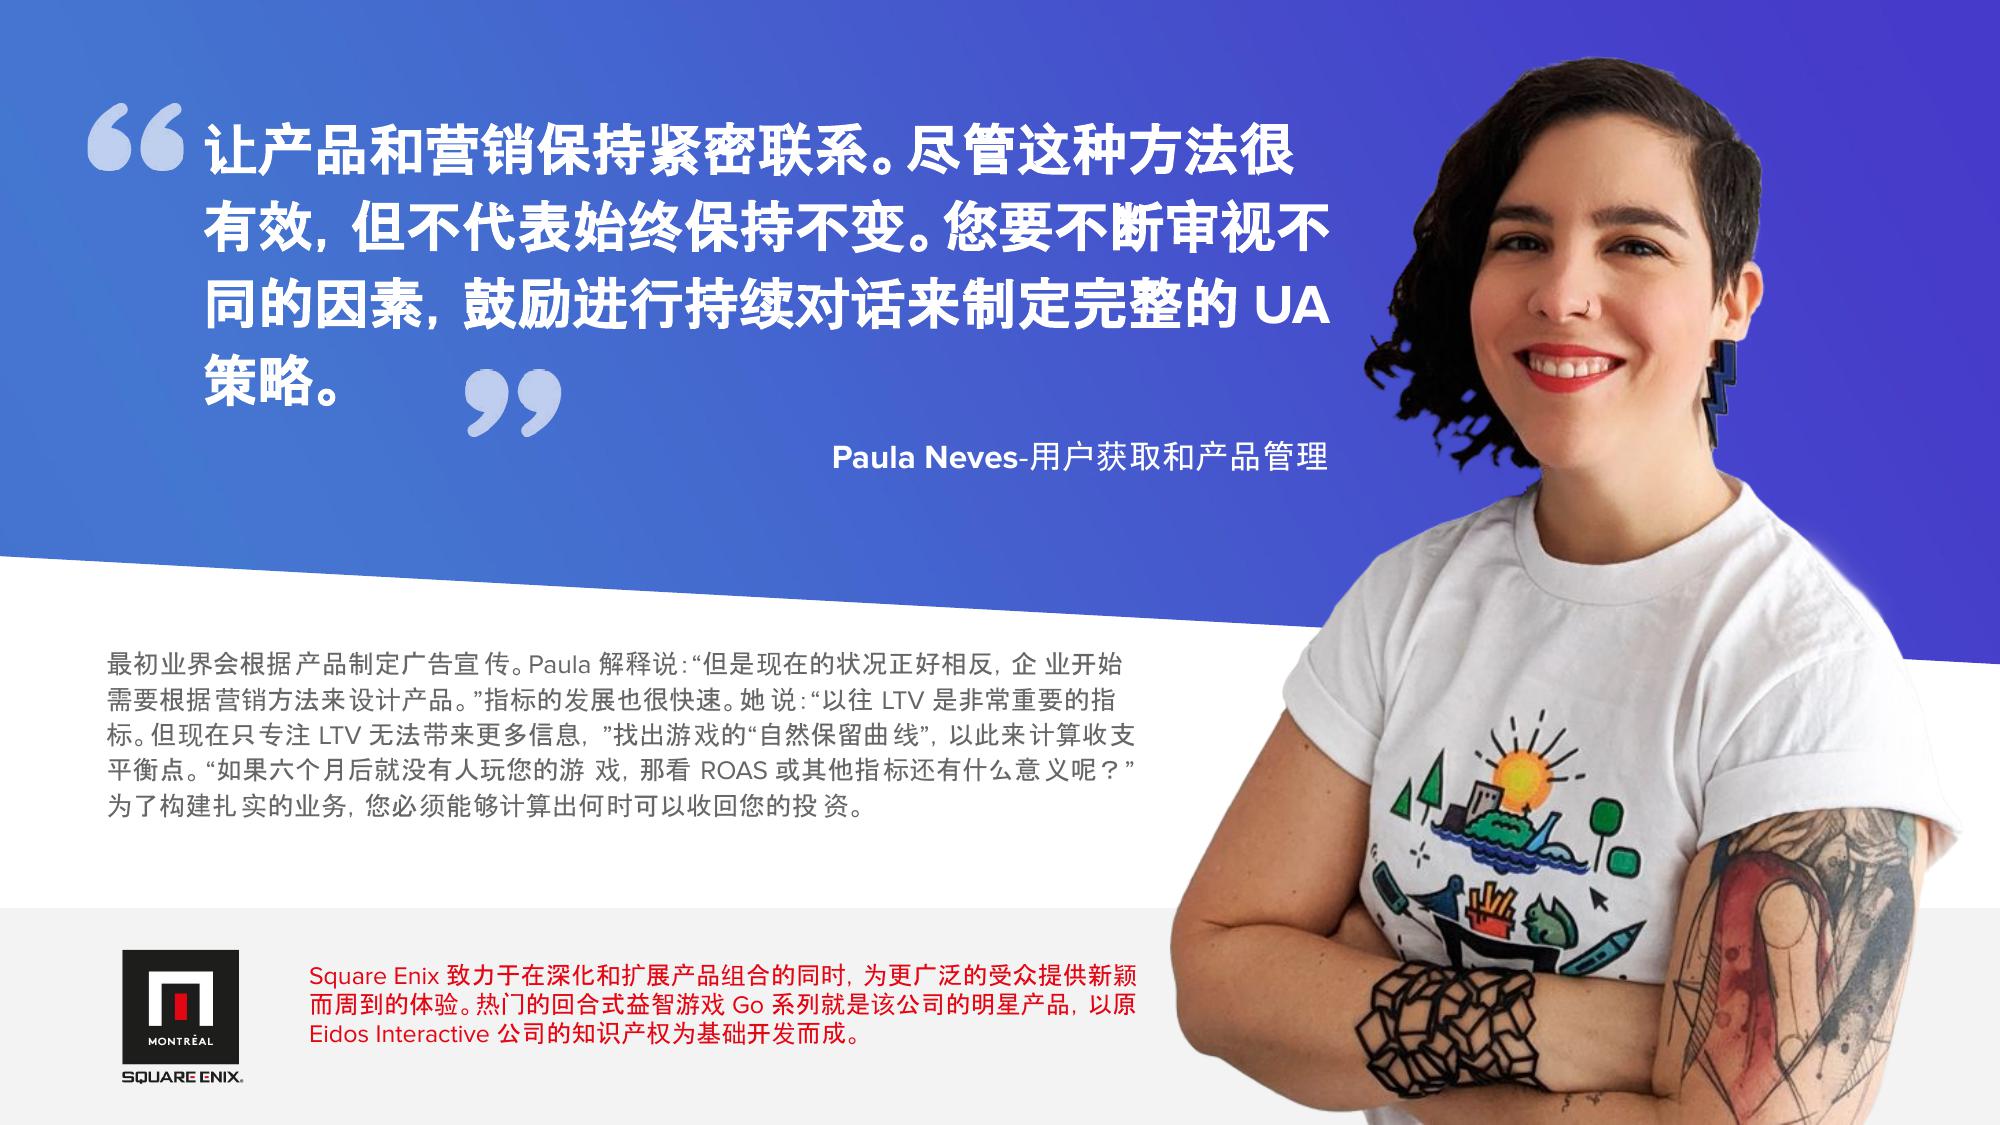 “让产品和营销保持紧密联系。尽管这种方法很
有效，但不代表始终保持不变。您要不断审视不
同的因素，鼓励进行持续对话来制定完整的 UA
策略。”
Paula Neves-用户获取和产品管理
最初业界会根据产品制定广告宣传。Paula 解释说：“但是现在的状况正好相反，企业开始
需要根据营销方法来设计产品。”指标的发展也很快速。她说：“以往 LTV 是非常重要的指
标。但现在只专注 LTV 无法带来更多信息，”找出游戏的“自然保留曲线”，以此来计算收支
平衡点。“如果六个月后就没有人玩您的游戏，那看 ROAS 或其他指标还有什么意义呢？”
为了构建扎实的业务，您必须能够计算出何时可以收回您的投资。
MONTRÉAL
SQUARE ENIX.
Square Enix 致力于在深化和扩展产品组合的同时，为更广泛的受众提供新颖
而周到的体验。热门的回合式益智游戏 Go 系列就是该公司的明星产品，以原
Eidos Interactive 公司的知识产权为基础开发而成。